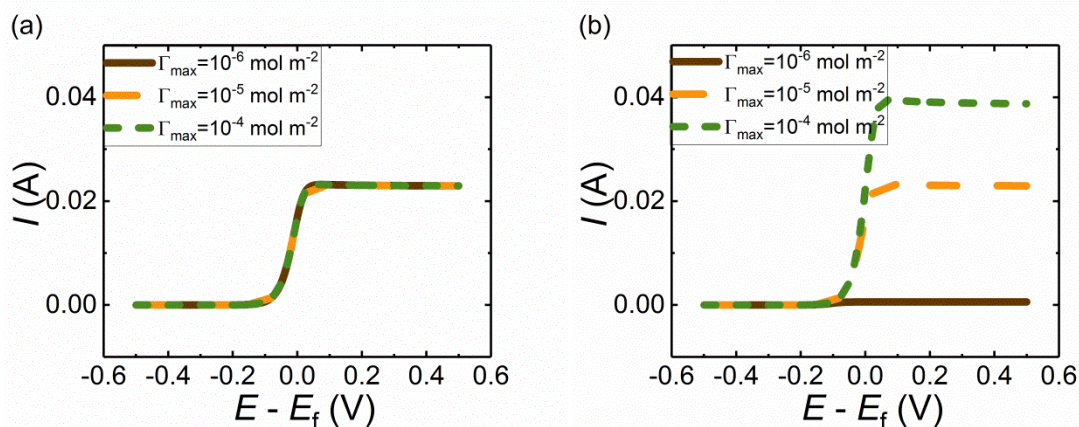 (a)
Γmax=10-6 mol m-2
Γmax=10-5 mol m-2
Γmax=10-4 mol m-2
0.04
0.02
0.00
I (A)
-0.6 -0.4 -0.2 0.0 0.2 0.4 0.6
E - Ef (V)
(b)
Γmax=10-6 mol m-2
Γmax=10-5 mol m-2
Γmax=10-4 mol m-2
0.04
0.02
0.00
I (A)
-0.6 -0.4 -0.2 0.0 0.2 0.4 0.6
E - Ef (V)